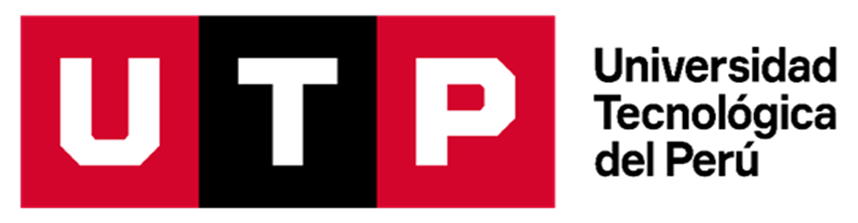 UTP
Universidad
Tecnológica
del Perú